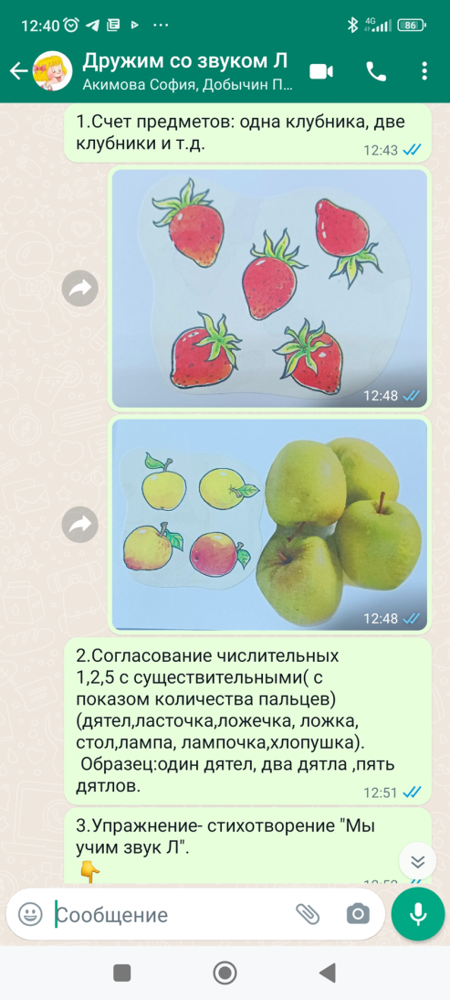 12:40
4G
86
Дружим со звуком Л
Акимова София, Добычин П...
1.Счет предметов: одна клубника, две
клубники и т.д.
12:43
12:48
12:48
2.Согласование числительных
1,2,5 с существительными( с
показом количества пальцев)
(дятел,ласточка,ложечка, ложка,
стол,лампа, лампочка,хлопушка).
Образец:один дятел, два дятла ,пять
дятлов.
12:51
3.Упражнение- стихотворение "Мы
учим звук Л".
Сообщение